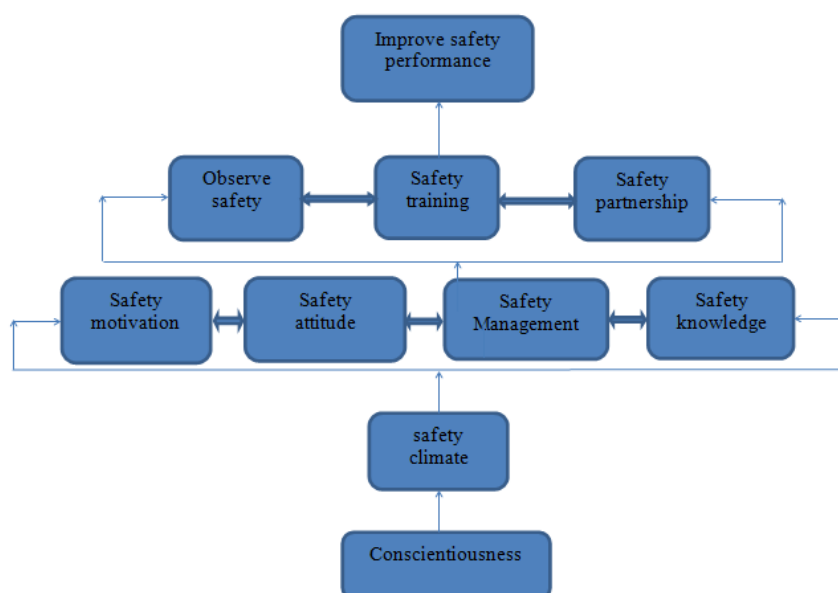 Improve safety
performance
Observe
safety
Safety
training
Safety
partnership
Safety
motivation
Safety
attitude
Safety
Management
Safety
knowledge
safety
climate
Conscientiousness